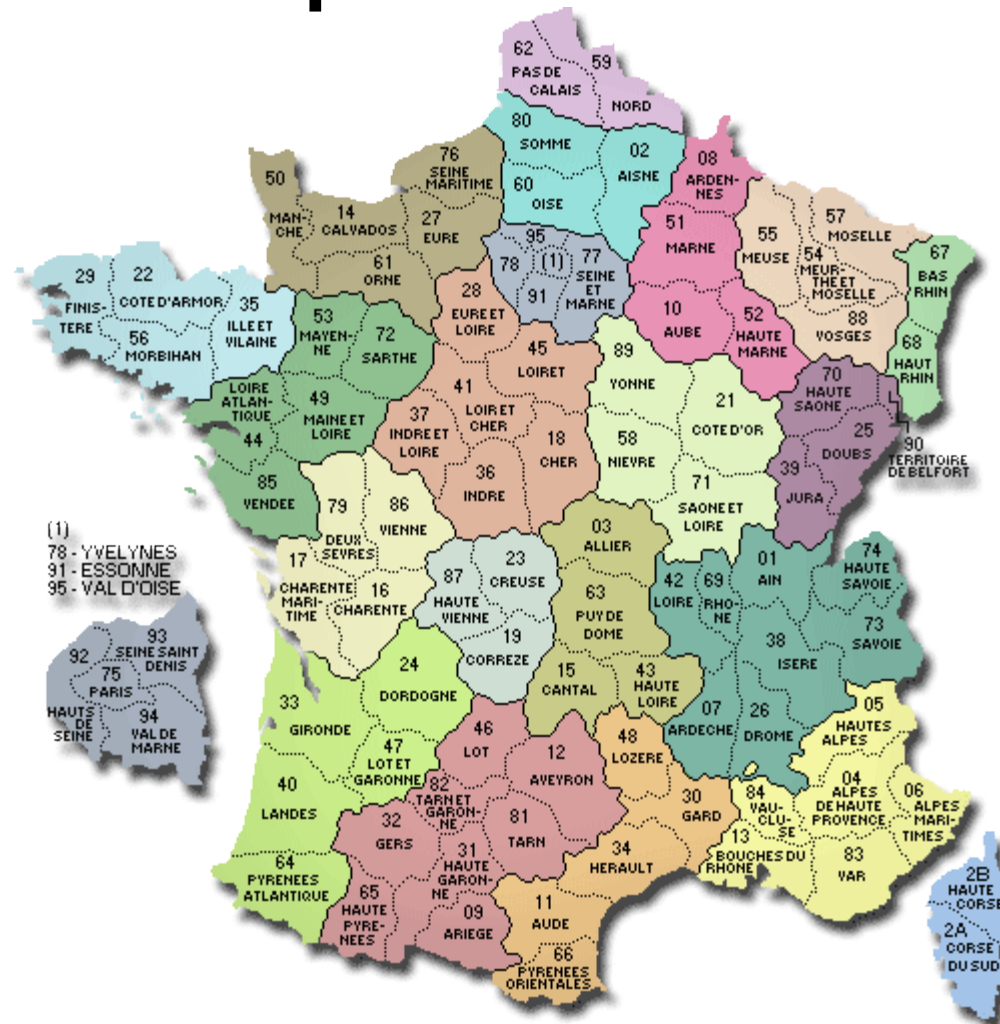 62
PAS DE
CALAIS
59
NORD
80
SOMME
02
AISNE
60
OISE
08
ARDEN-
NES
51
MARNE
10
AUBE
52
HAUTE
MARNE
76
SEINE
MARITIME
27
EURE
50
MAN-
CHE
14
CALVADOS
61
ORNE
95
(1)
78
91
77
SEINE
ET
MARNE
55
MEUSE
57
MOSELLE
54
MEUR-
THE ET
MOSELLE
88
VOSGES
67
BAS
RHIN
68
HAUT
RHIN
29
FINIS-
TERE
22
COTE D'ARMOR
35
ILLE ET
VILAINE
56
MORBIHAN
53
MAYEN-
NE
72
SARTHE
LOIRE
ATLAN-
TIQUE
44
49
MAINE ET
LOIRE
85
VENDEE
28
EURE ET
LOIRE
45
LOIRET
41
LOIR ET
CHER
37
INDRE ET
LOIRE
18
CHER
36
INDRE
89
YONNE
21
COTE D'OR
58
NIEVRE
71
SAONE ET
LOIRE
70
HAUTE
SAONE
25
DOUBS
39
JURA
90
TERRITOIRE
DE BELFORT
79
DEUX
SEVRES
86
VIENNE
17
CHARENTE
MARI-
TIME
16
CHARENTE
87
HAUTE
VIENNE
23
CREUSE
19
CORREZE
03
ALLIER
63
PUY DE
DOME
15
CANTAL
43
HAUTE
LOIRE
42
LOIRE
69
RHO-
NE
01
AIN
74
HAUTE
SAVOIE
73
SAVOIE
38
ISERE
07
ARDECHE
26
DROME
(1)
78 - YVELYNES
91 - ESSONNE
95 - VAL D'OISE
93
SEINE SAINT
DENIS
92
HAUTS
DE
SEINE
75
PARIS
94
VAL DE
MARNE
24
DORDOGNE
33
GIRONDE
47
LOT ET
GARONNE
40
LANDES
64
PYRENEES
ATLANTIQUE
46
LOT
12
AVEYRON
82
TARN ET
GARON-
NE
81
TARN
32
GERS
31
HAUTE
GARON-
NE
65
HAUTE
PYRE-
NEES
09
ARIEGE
48
LOZERE
30
GARD
34
HERAULT
11
AUDE
66
PYRENEES
ORIENTALES
05
HAUTES
ALPES
04
ALPES
DE HAUTE
PROVENCE
06
ALPES
MARI-
TIMES
84
VAU-
CLU-
SE
13
BOUCHES DU
RHONE
83
VAR
2B
HAUTE
CORSE
2A
CORSE
DU SUD